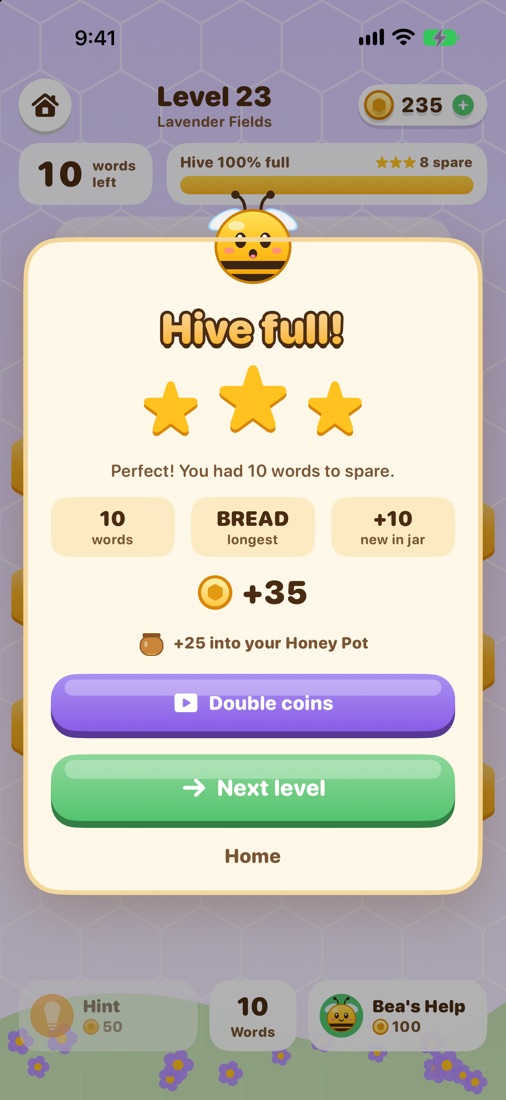 9:41
Level 23
Lavender Fields
235
10 words left
Hive 100% full
8 spare
Hive full!
Perfect! You had 10 words to spare.
10
words
BREAD
longest
+10
new in jar
+35
+25 into your Honey Pot
Double coins
Next level
Home
Hint
50
10
Words
Bea's Help
100